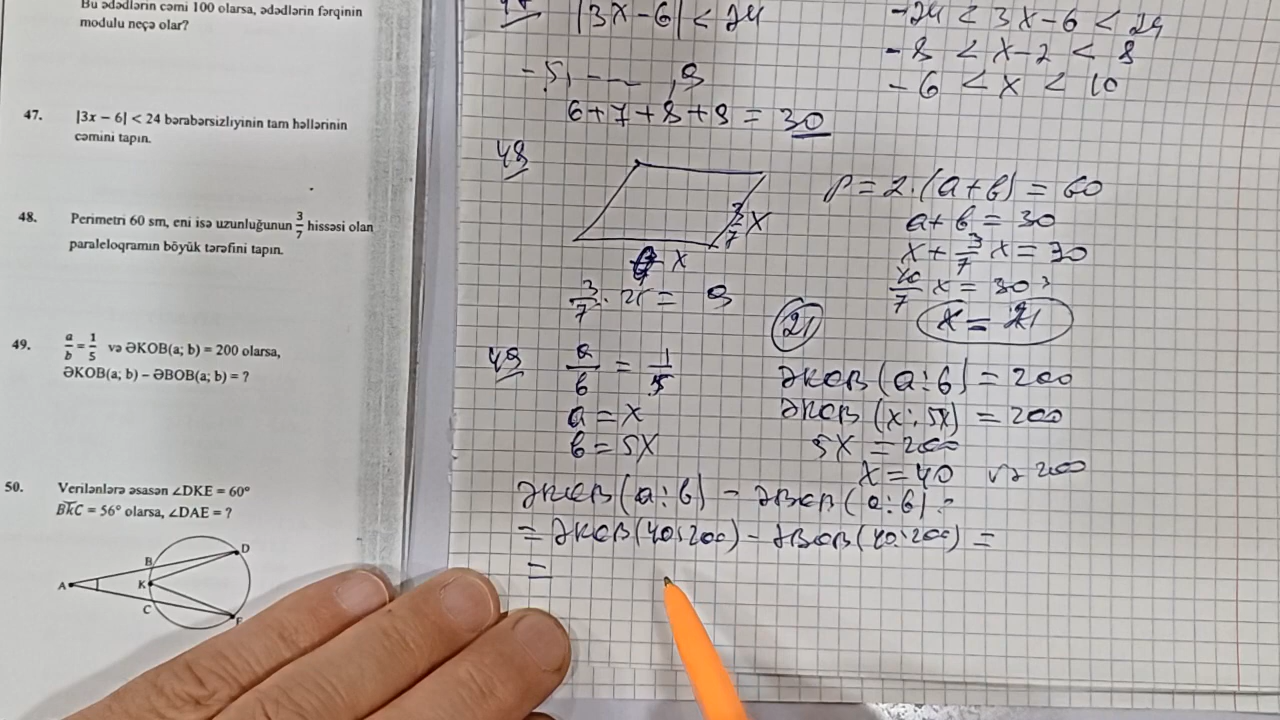 Bu ədədlərin cəmi 100 olarsa, ədədlərin fərqinin
modulu neçə olar?
47. |3x − 6| < 24 bərabərsizliyinin tam həllərinin
cəmini tapın.
48. Perimetri 60 sm, eni isə uzunluğunun 3/7 hissəsi olan
paraleloqramın böyük tərəfini tapın.
49. a/b = 1/5 və ƏKOB(a; b) = 200 olarsa,
ƏKOB(a; b) – ƏBOB(a; b) = ?
50. Verilənlərə əsasən ∠DKE = 60°
BkC = 56° olarsa, ∠DAE = ?
A
B
K
C
D
|3x−6| < 24
−24 < 3x−6 < 24
−8 < x−2 < 8
−6 < x < 10
−5, −−− , 9
6+7+8+9 = 30
48
3/7 x
x
3/7 · 21 = 9
P = 2·(a+b) = 60
a+b = 30
x + 3/7 x = 30
10/7 x = 30
x = 21
21
49 a/b = 1/5
a = x
b = 5x
ƏKOB(a;b) = 200
ƏKOB(x; 5x) = 200
5x = 200
x = 40 və 200
ƏKOB(a;b) − ƏBOB(a;b) =
= ƏKOB(40;200) − ƏBOB(40;200) =
=